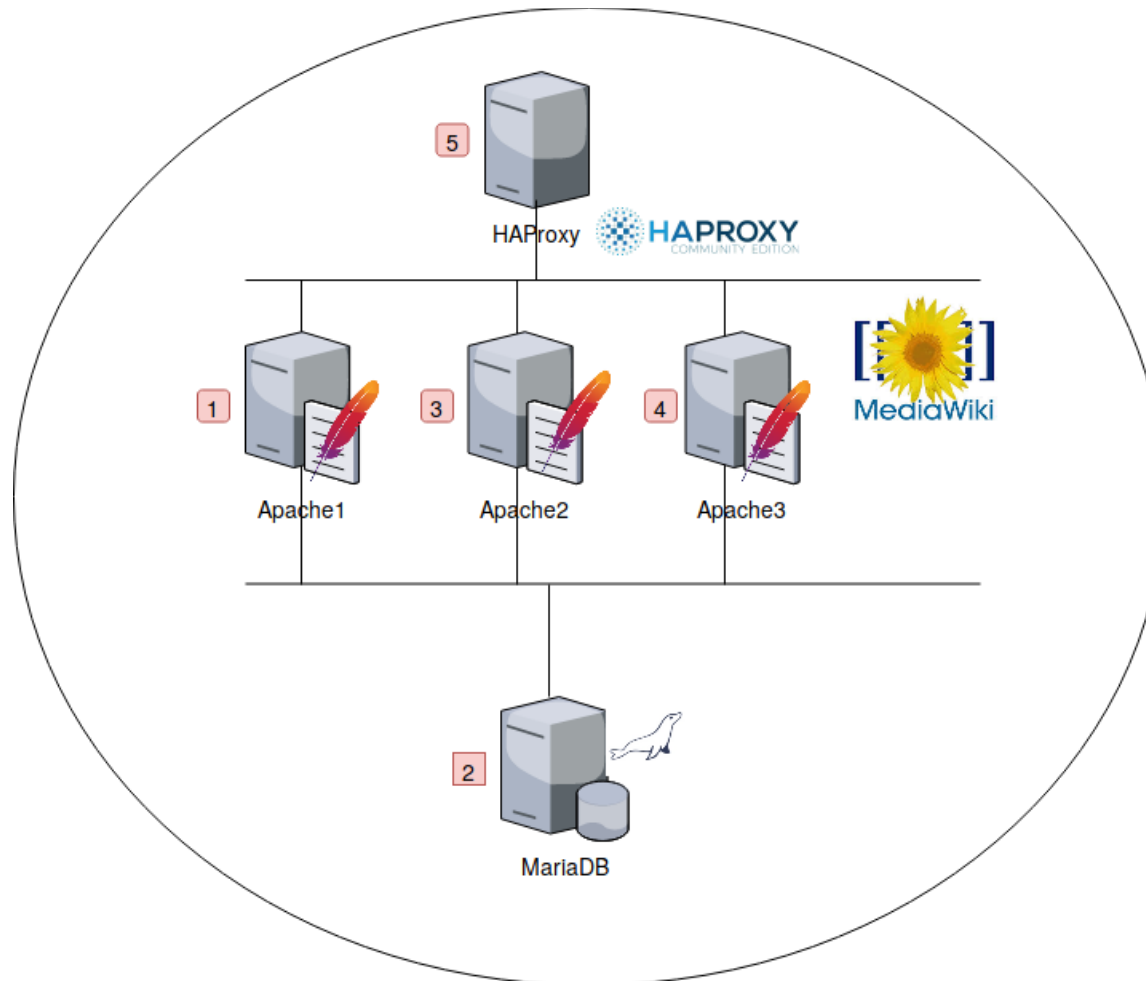 5
HAProxy
HAPROXY
COMMUNITY EDITION
[[ ]]
MediaWiki
1
3
4
Apache1
Apache2
Apache3
2
MariaDB